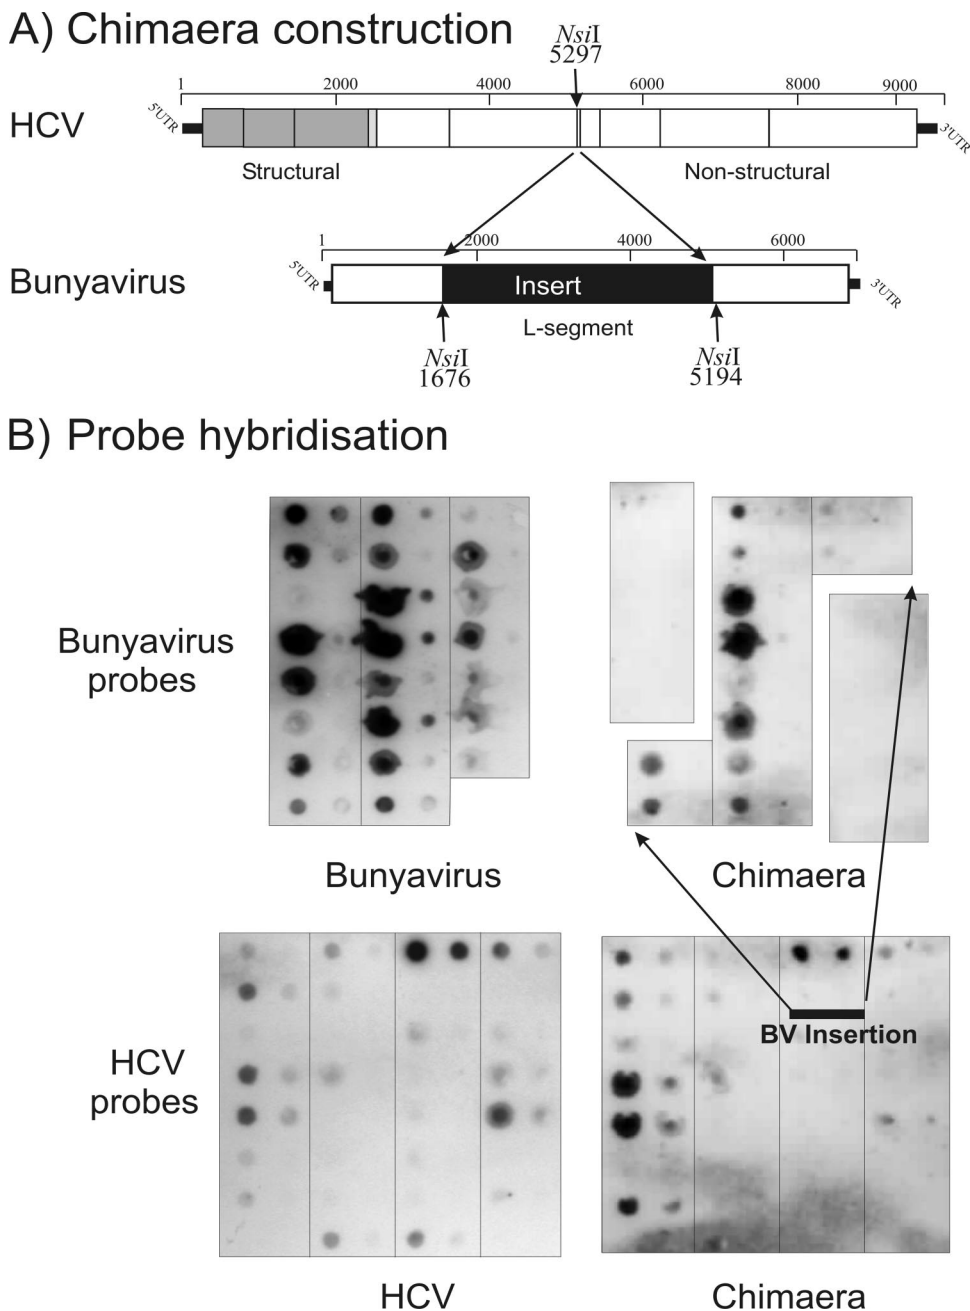 A) Chimaera construction
NsiI
5297
1 2000 4000 6000 8000 9000
5'UTR
HCV
3'UTR
Structural
Non-structural
1 2000 4000 6000
5'UTR
Bunyavirus
Insert
3'UTR
L-segment
NsiI
1676
NsiI
5194
B) Probe hybridisation
Bunyavirus
probes
Bunyavirus
Chimaera
BV Insertion
HCV
probes
HCV
Chimaera